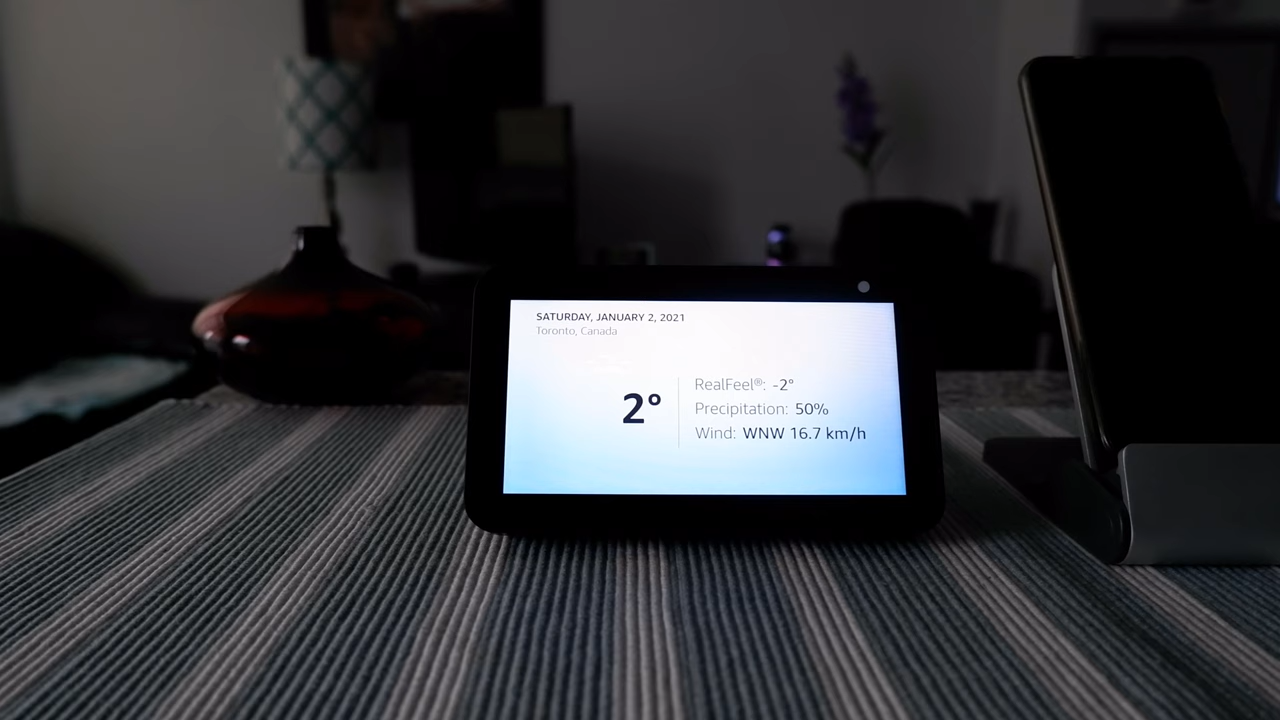 SATURDAY, JANUARY 2, 2021
Toronto, Canada
2°
RealFeel®: -2°
Precipitation: 50%
Wind: WNW 16.7 km/h